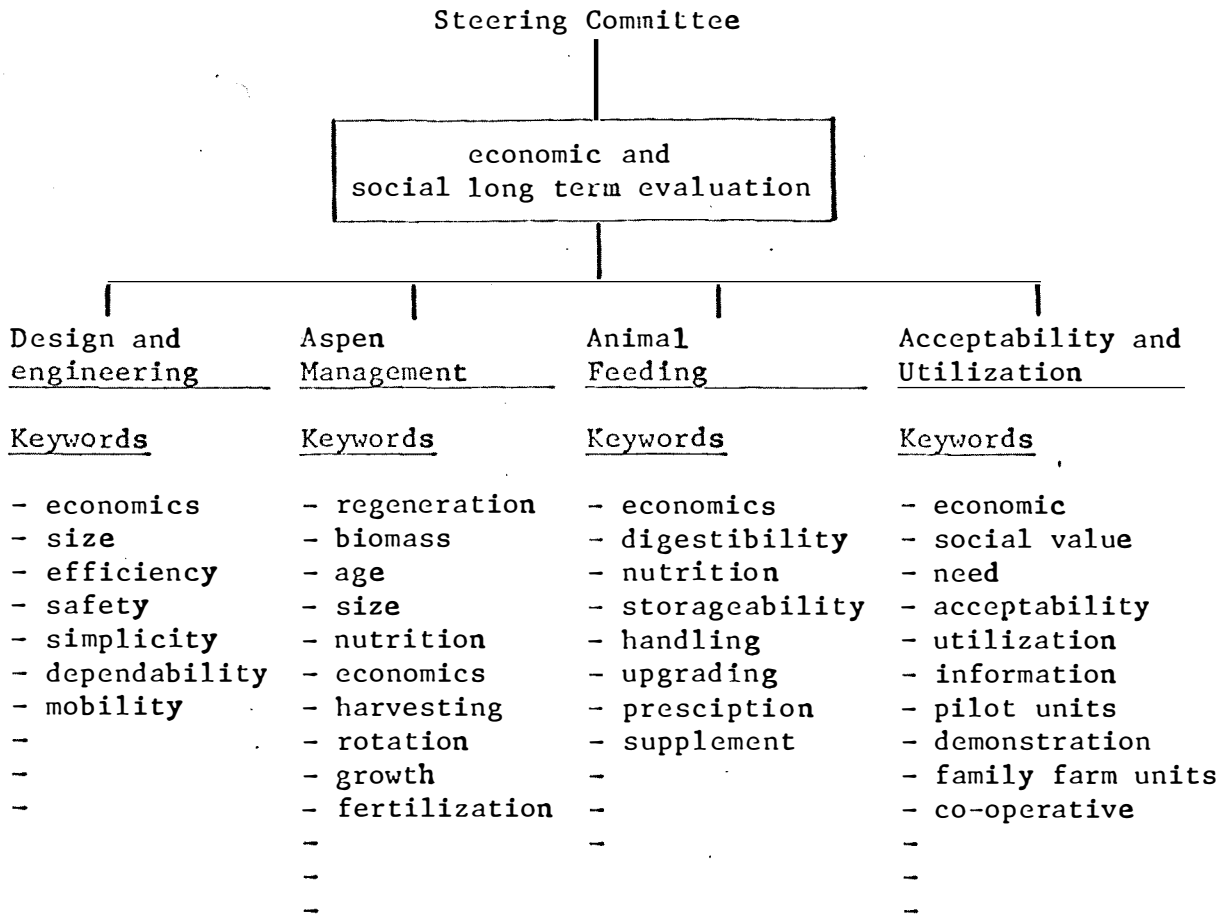 Steering Committee
economic and
social long term evaluation
Design and
engineering
Keywords
- economics
- size
- efficiency
- safety
- simplicity
- dependability
- mobility
-
-
-
Aspen
Management
Keywords
- regeneration
- biomass
- age
- size
- nutrition
- economics
- harvesting
- rotation
- growth
- fertilization
-
-
-
Animal
Feeding
Keywords
- economics
- digestibility
- nutrition
- storageability
- handling
- upgrading
- presciption
- supplement
-
-
-
Acceptability and
Utilization
Keywords
- economic
- social value
- need
- acceptability
- utilization
- information
- pilot units
- demonstration
- family farm units
- co-operative
-
-
-